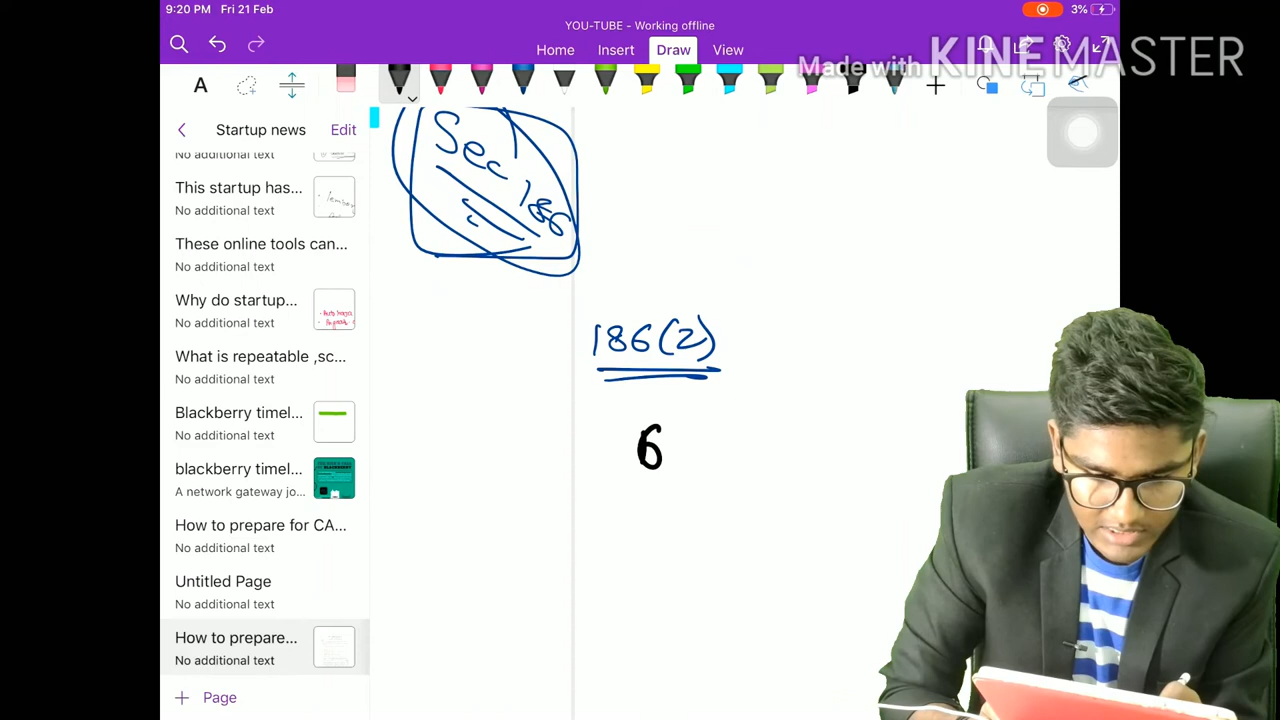 9:20 PM Fri 21 Feb
3%
YOU-TUBE - Working offline
Home Insert Draw View
Made with KINEMASTER
A
Startup news Edit
No additional text
This startup has...
No additional text
These online tools can...
No additional text
Why do startup...
No additional text
What is repeatable ,sc...
No additional text
Blackberry timel...
No additional text
blackberry timel...
A network gateway jo...
How to prepare for CA...
No additional text
Untitled Page
No additional text
How to prepare...
No additional text
+ Page
Sec 186
186(2)
6